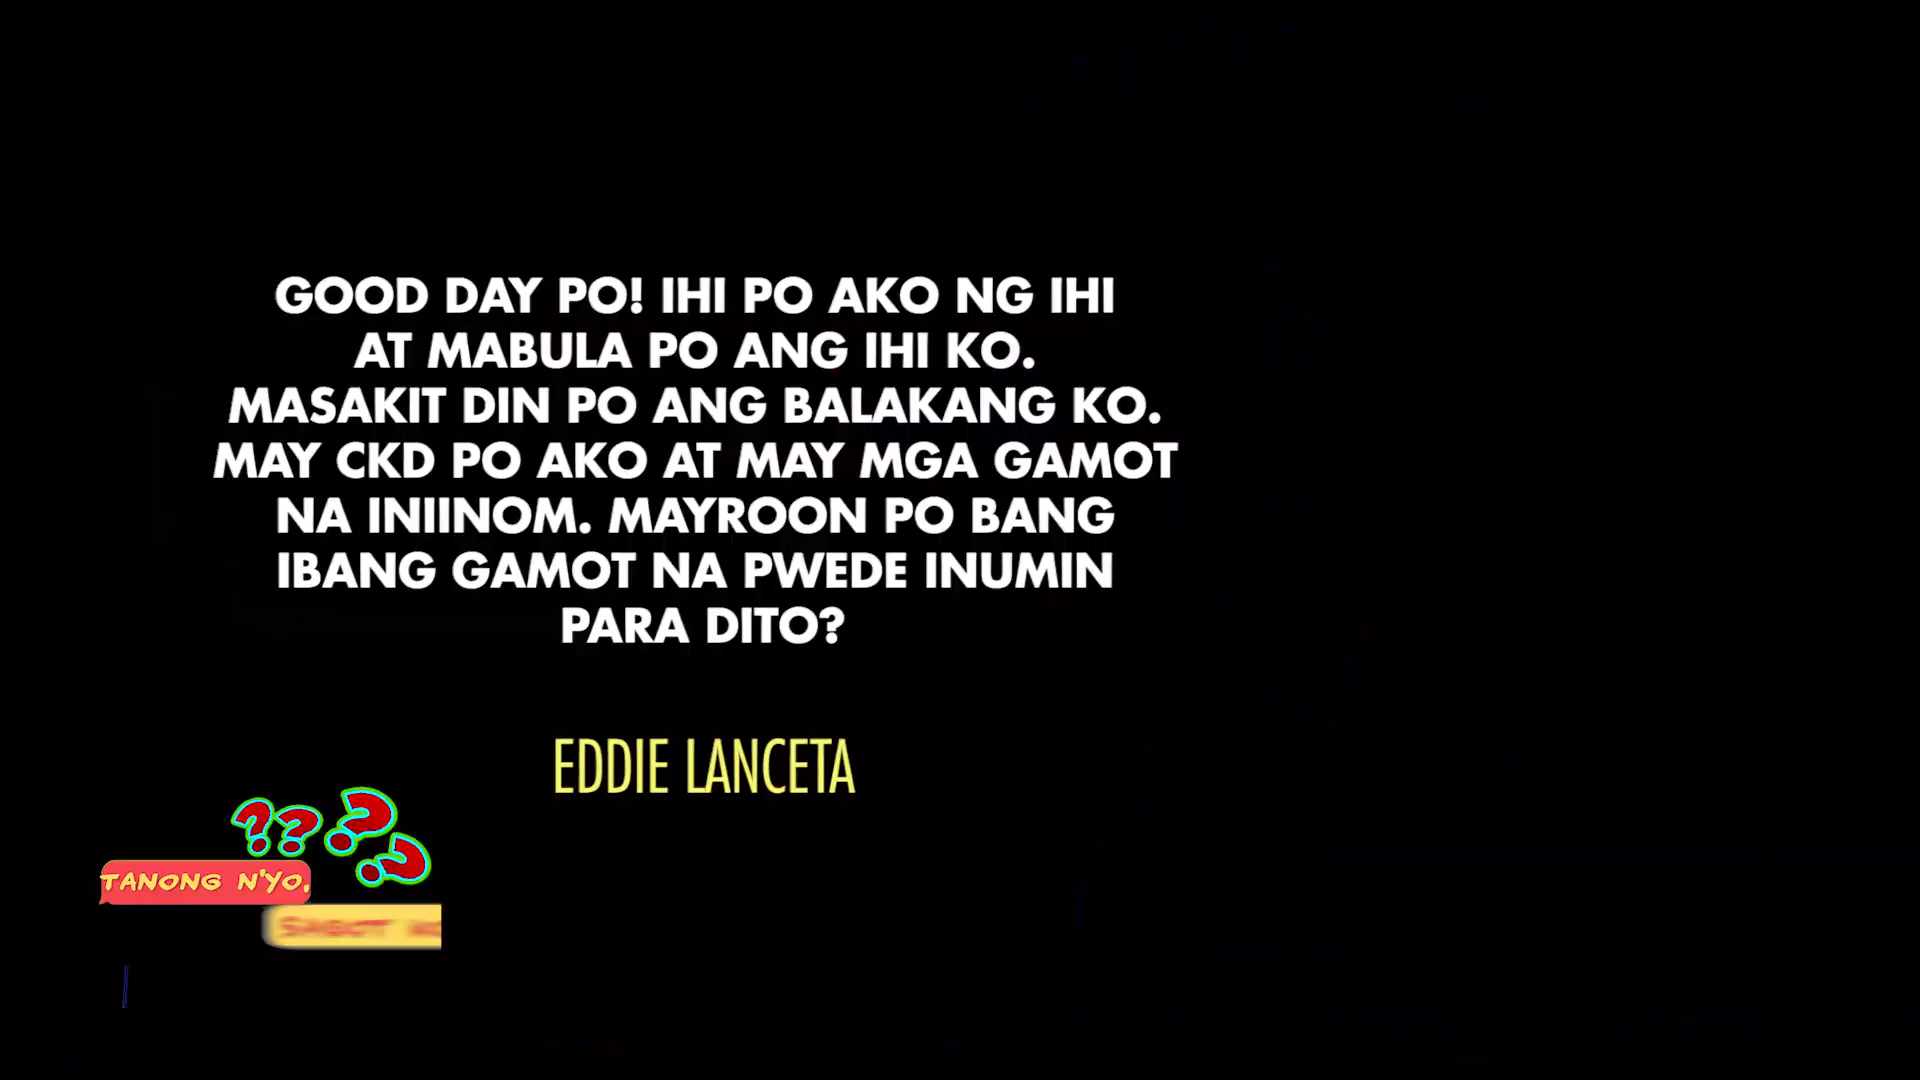 GOOD DAY PO! IHI PO AKO NG IHI
AT MABULA PO ANG IHI KO.
MASAKIT DIN PO ANG BALAKANG KO.
MAY CKD PO AKO AT MAY MGA GAMOT
NA INIINOM. MAYROON PO BANG
IBANG GAMOT NA PWEDE INUMIN
PARA DITO?
EDDIE LANCETA
????
TANONG N'YO,
SAGOT